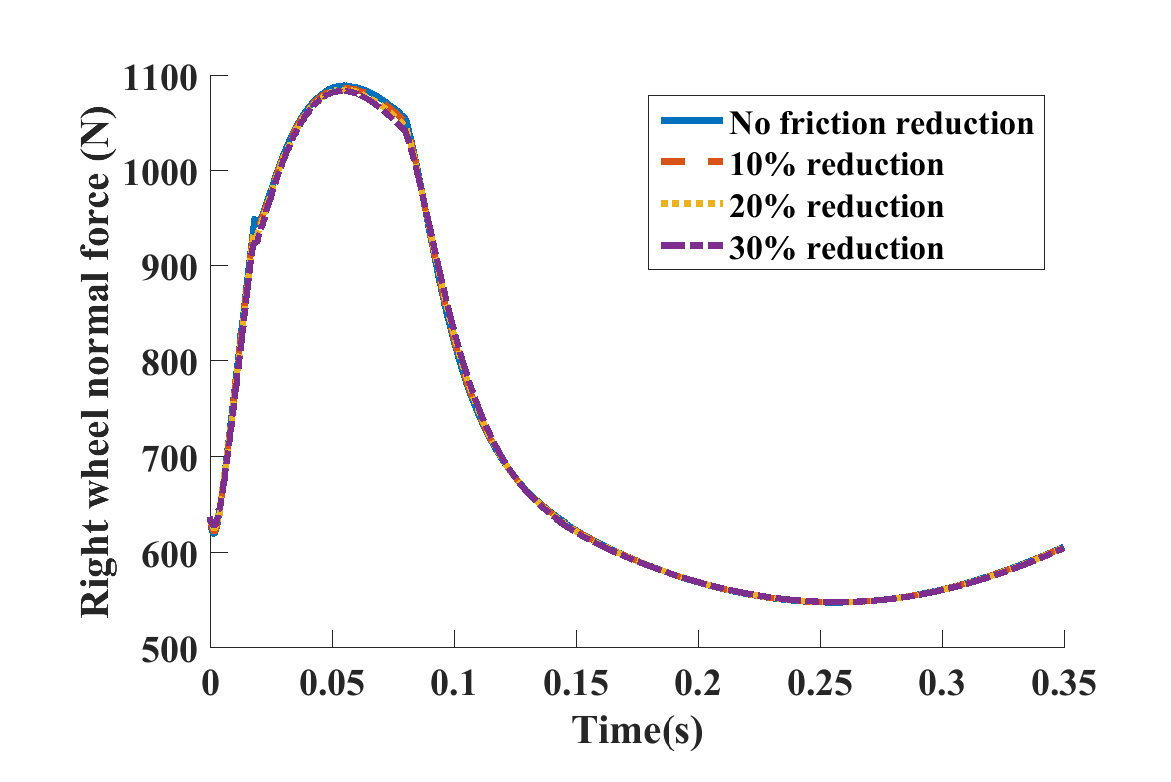 1100
1000
900
800
700
600
500
0
0.05
0.1
0.15
0.2
0.25
0.3
0.35
Right wheel normal force (N)
Time(s)
No friction reduction
10% reduction
20% reduction
30% reduction